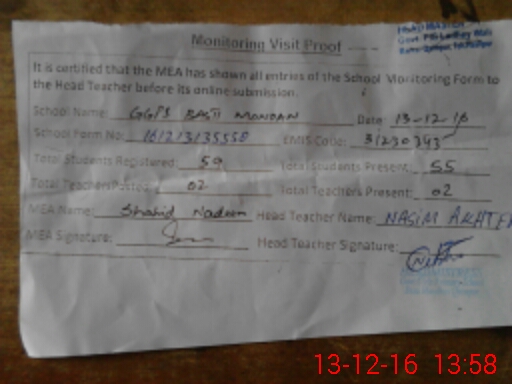 Monitoring Visit Proof
It is certified that the MEA has shown all entries of the School Monitoring Form to
the Head Teacher before its online submission.
School Name: GGPS BASTI MONDAN Date: 13-12-16
School Form No: 161213135558 EMIS Code: 31230343
Total Students Registered: 59 Total Students Present: 55
Total Teachers Posted: 02 Total Teachers Present: 02
MEA Name: Shahid Nadeem Head Teacher Name: NASIM AKHTER
MEA Signature: Head Teacher Signature:
13-12-16 13:58